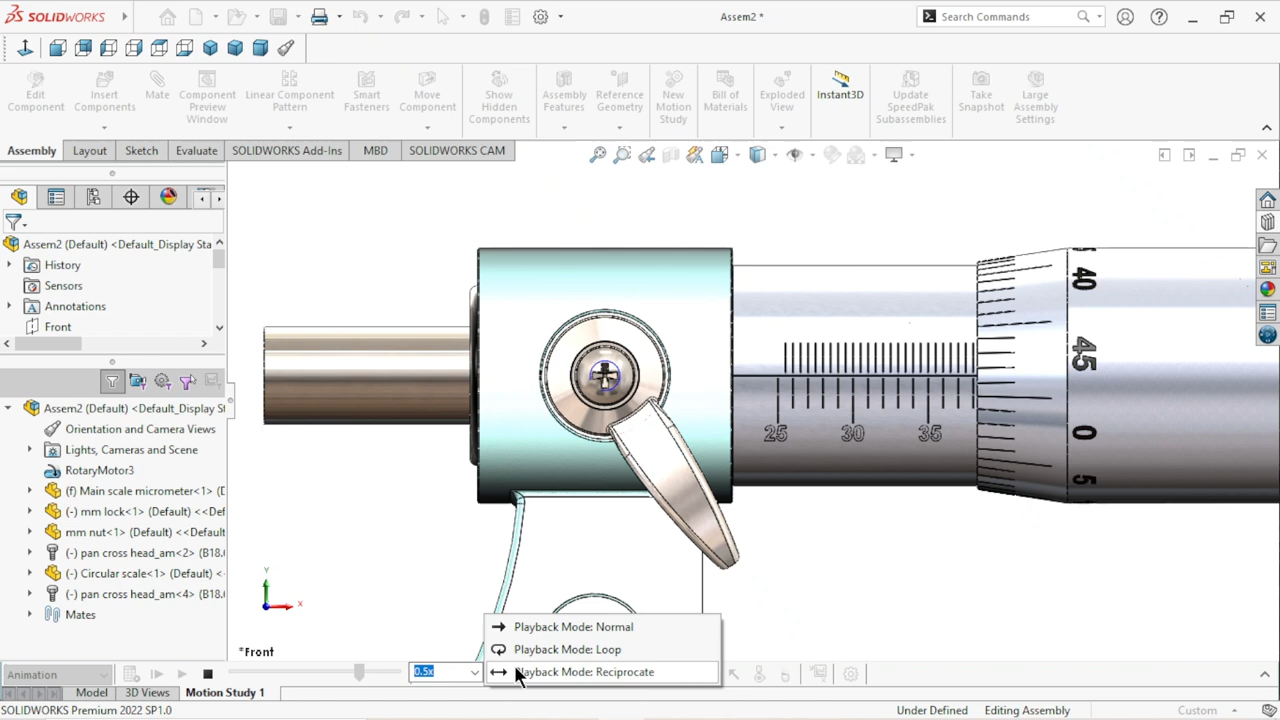 SOLIDWORKS
Assem2 *
Search Commands
Edit Component
Insert Components
Mate
Component Preview Window
Linear Component Pattern
Smart Fasteners
Move Component
Show Hidden Components
Assembly Features
Reference Geometry
New Motion Study
Bill of Materials
Exploded View
Instant3D
Update SpeedPak Subassemblies
Take Snapshot
Large Assembly Settings
Assembly
Layout
Sketch
Evaluate
SOLIDWORKS Add-Ins
MBD
SOLIDWORKS CAM
Assem2 (Default) <Default_Display Sta
History
Sensors
Annotations
Front
Assem2 (Default) <Default_Display St
Orientation and Camera Views
Lights, Cameras and Scene
RotaryMotor3
(f) Main scale micrometer<1> (D
(-) mm lock<1> (Default) <<Def
mm nut<1> (Default) <<Default
(-) pan cross head_am<2> (B18.
(-) Circular scale<1> (Default) <
(-) pan cross head_am<4> (B18.
Mates
40
45
0
5
25
30
35
Y
X
*Front
Playback Mode: Normal
Playback Mode: Loop
Playback Mode: Reciprocate
Animation
0.5x
Model
3D Views
Motion Study 1
SOLIDWORKS Premium 2022 SP1.0
Under Defined
Editing Assembly
Custom